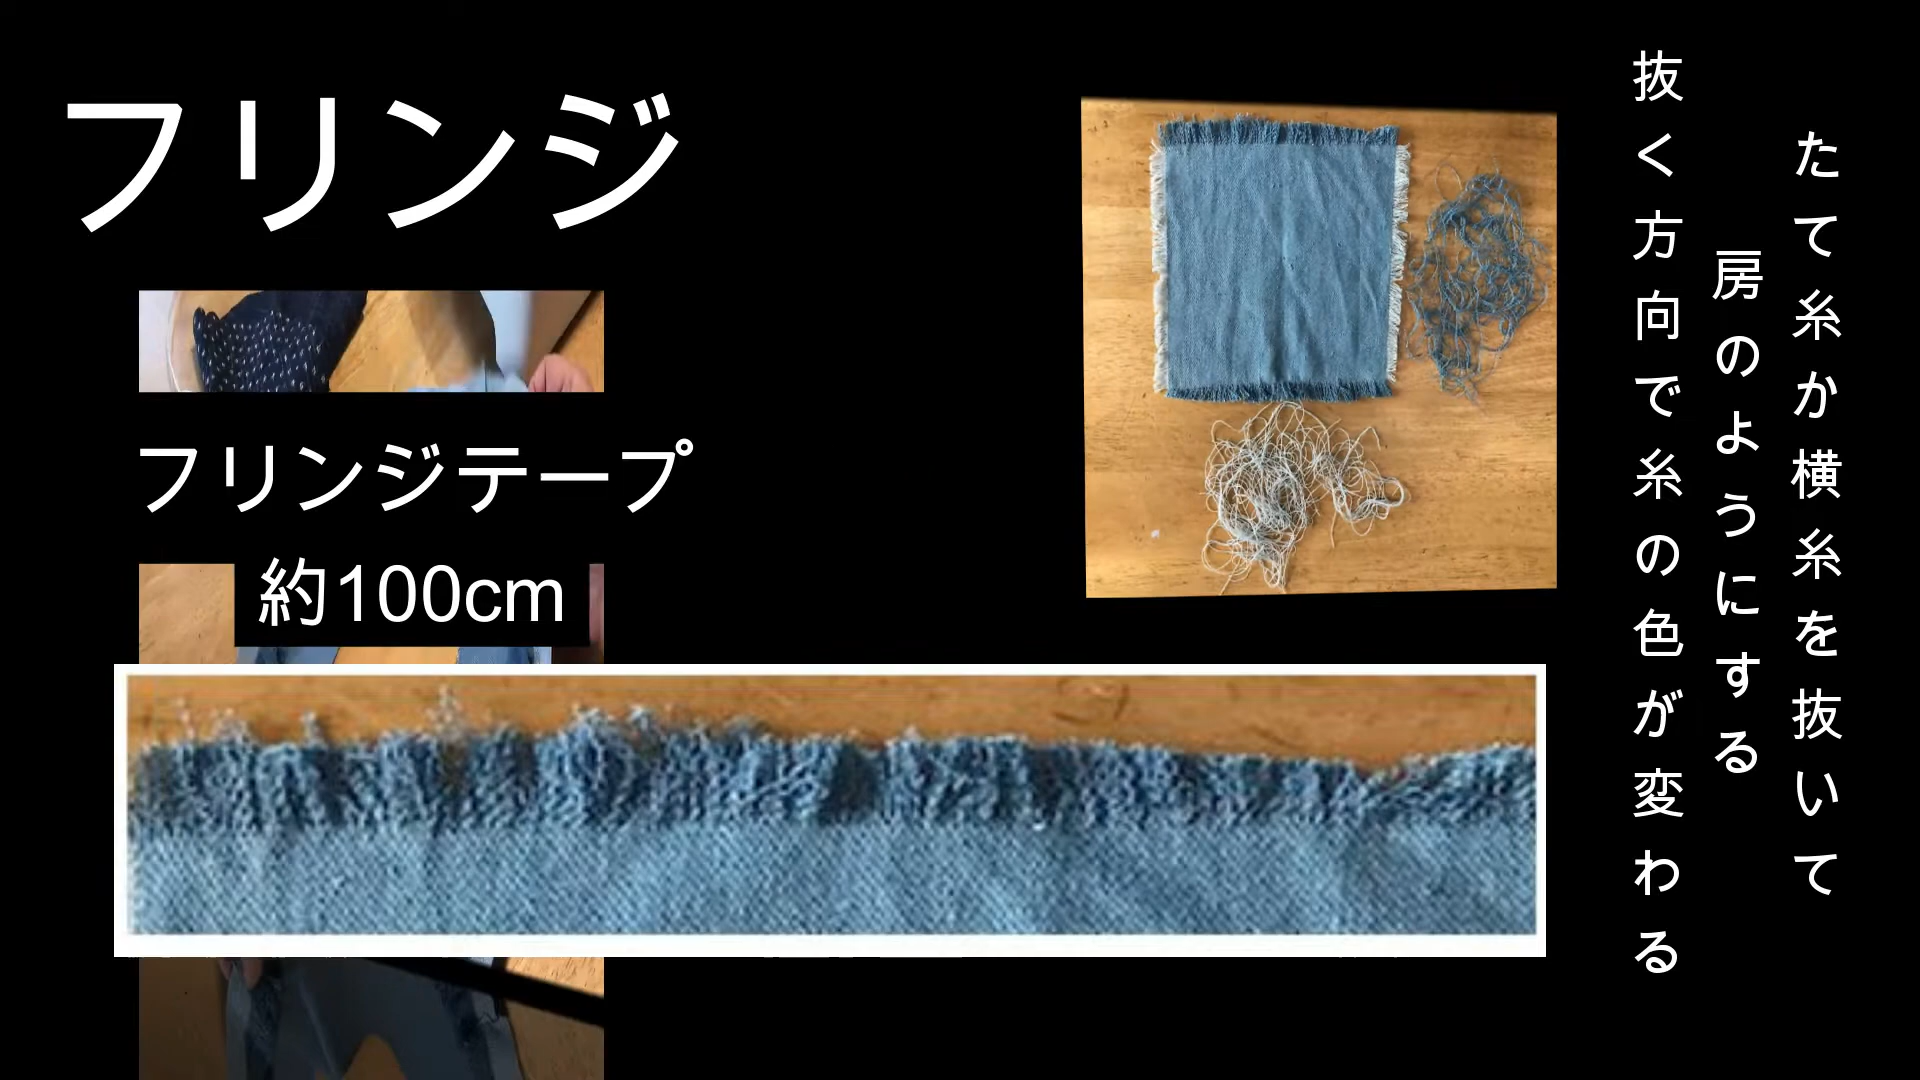 フリンジ
フリンジテープ
約100cm
たて糸か横糸を抜いて
房のようにする
抜く方向で糸の色が変わる